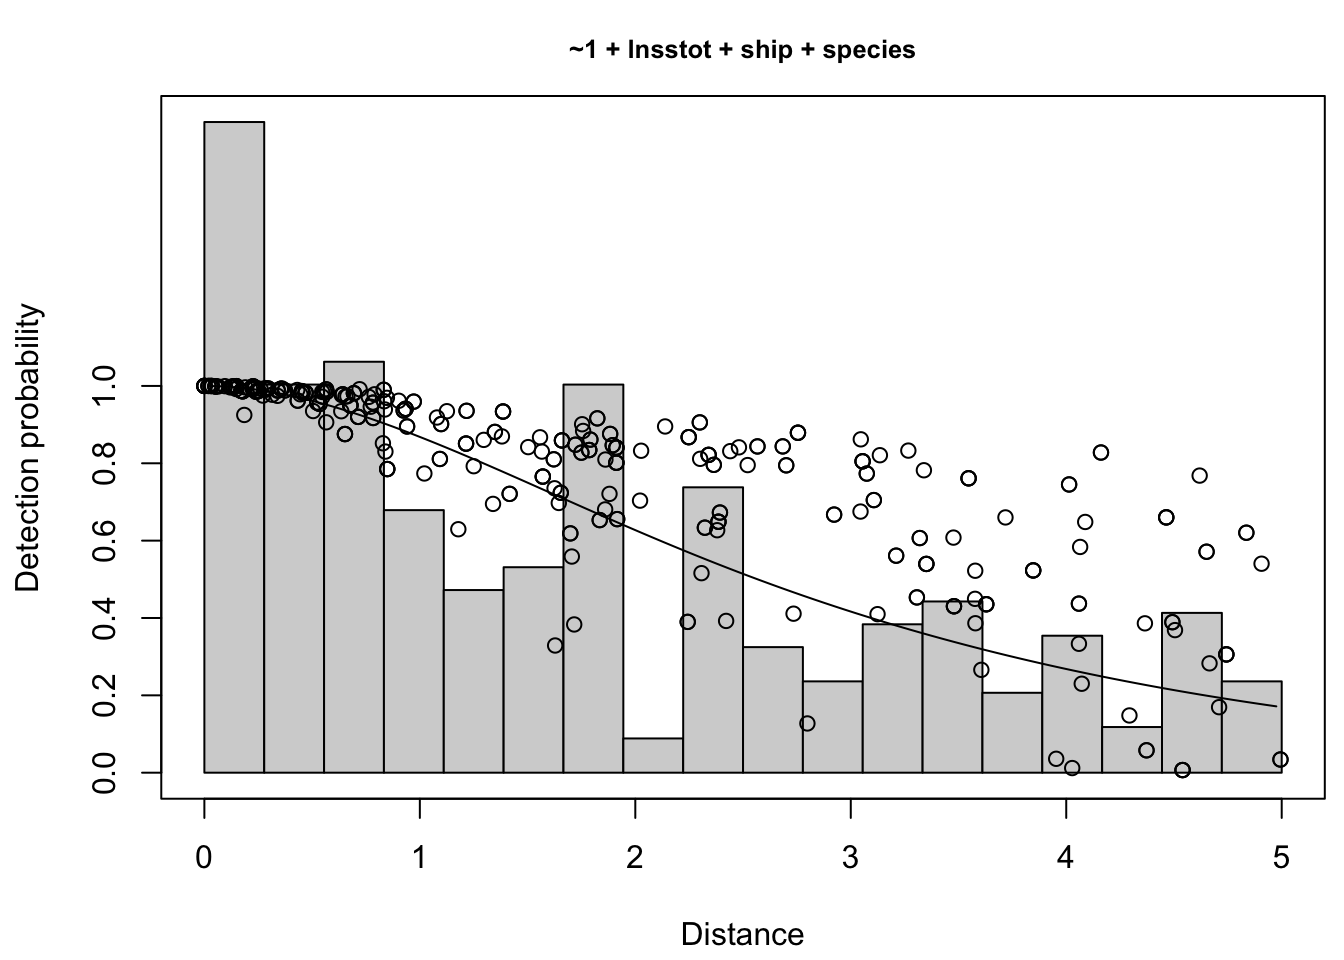 ~1 + lnsstot + ship + species
Detection probability
1.0
0.8
0.6
0.4
0.2
0.0
0 1 2 3 4 5
Distance